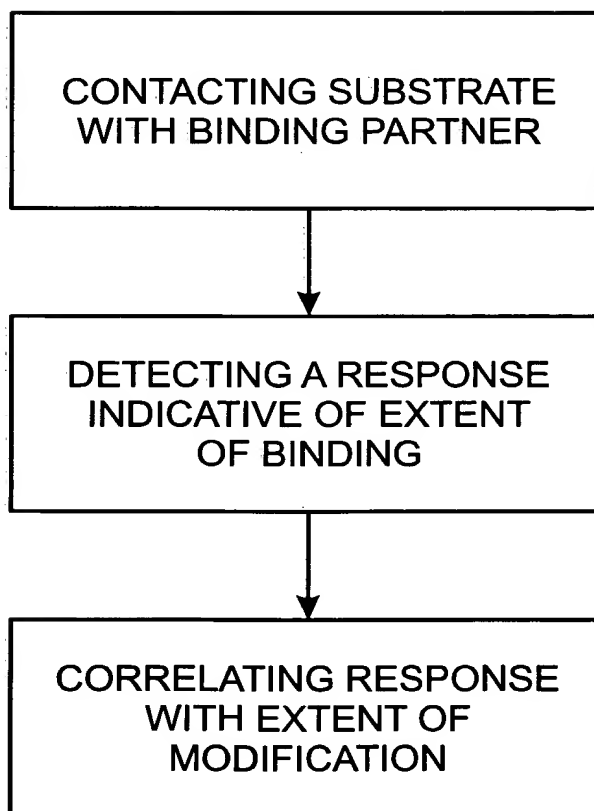 CONTACTING SUBSTRATE
WITH BINDING PARTNER
DETECTING A RESPONSE
INDICATIVE OF EXTENT
OF BINDING
CORRELATING RESPONSE
WITH EXTENT OF
MODIFICATION